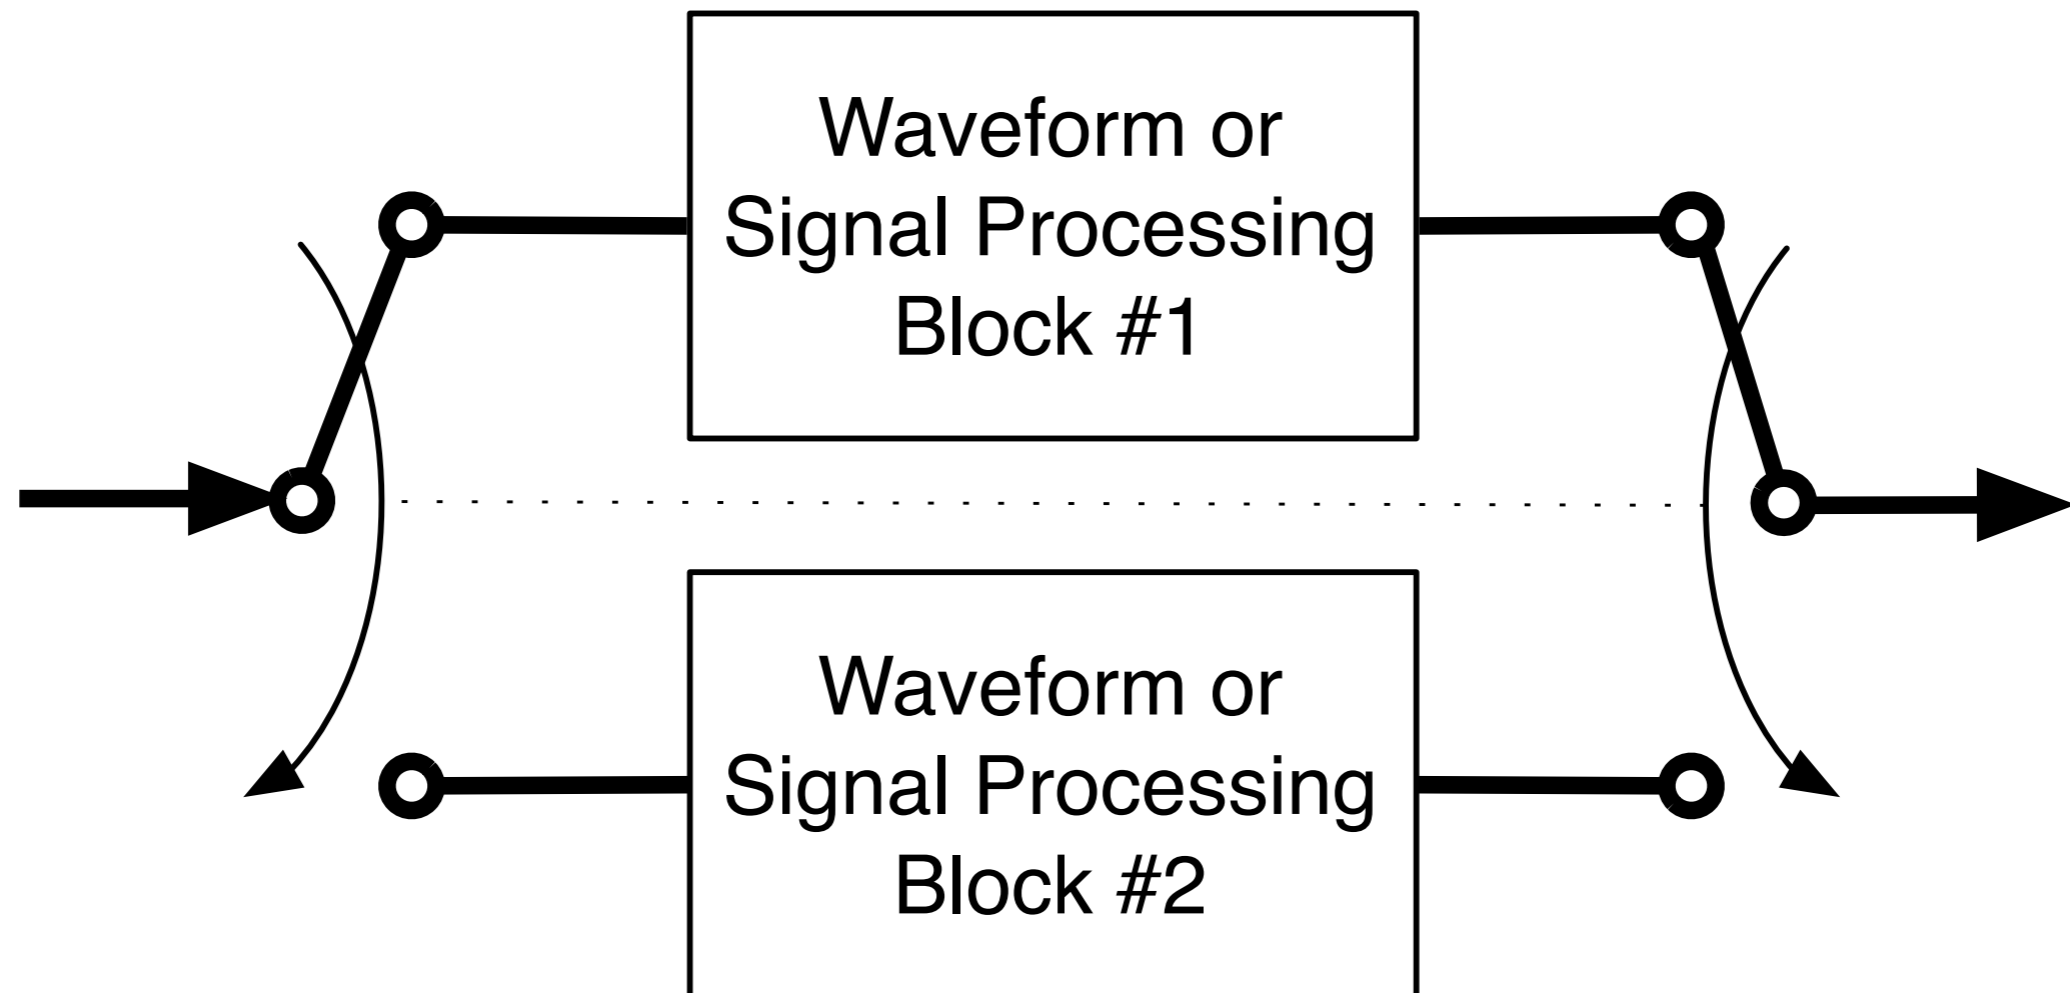 Waveform or
Signal Processing
Block #1
Waveform or
Signal Processing
Block #2